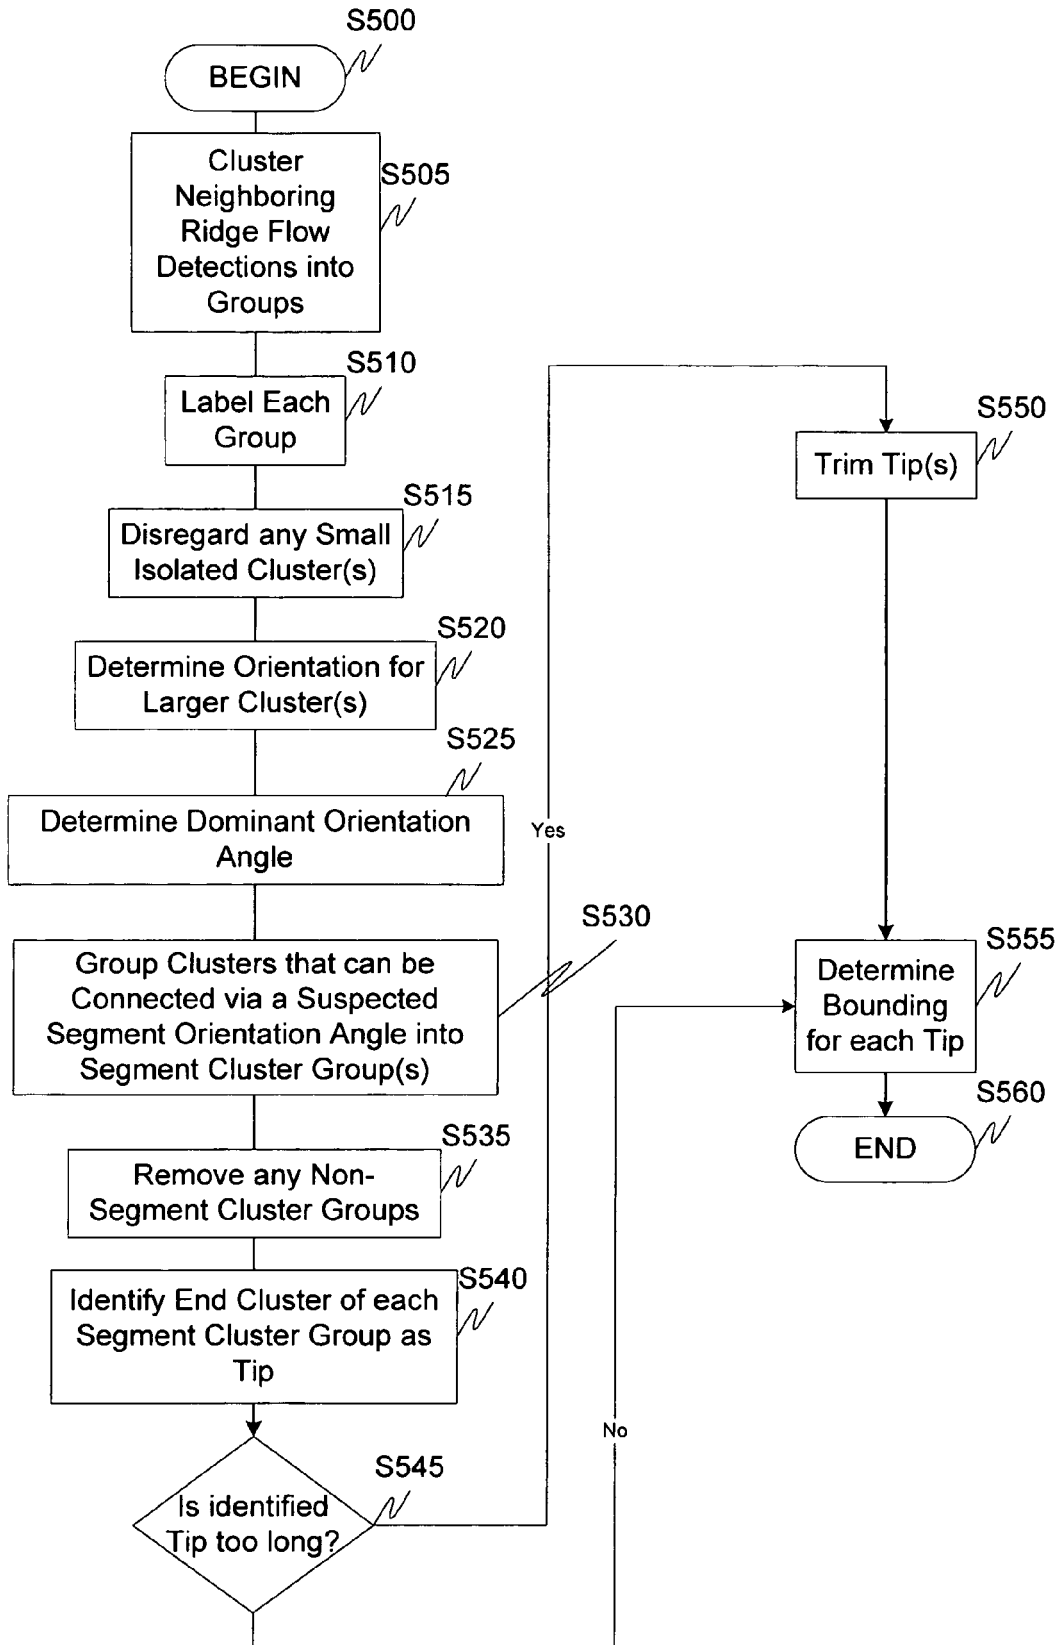 S500
BEGIN
Cluster
Neighboring
Ridge Flow
Detections into
Groups
S505
S510
Label Each
Group
S515
Disregard any Small
Isolated Cluster(s)
S520
Determine Orientation for
Larger Cluster(s)
S525
Determine Dominant Orientation
Angle
S530
Group Clusters that can be
Connected via a Suspected
Segment Orientation Angle into
Segment Cluster Group(s)
S535
Remove any Non-
Segment Cluster Groups
S540
Identify End Cluster of each
Segment Cluster Group as
Tip
S545
Is identified
Tip too long?
Yes
No
S550
Trim Tip(s)
S555
Determine
Bounding
for each Tip
S560
END